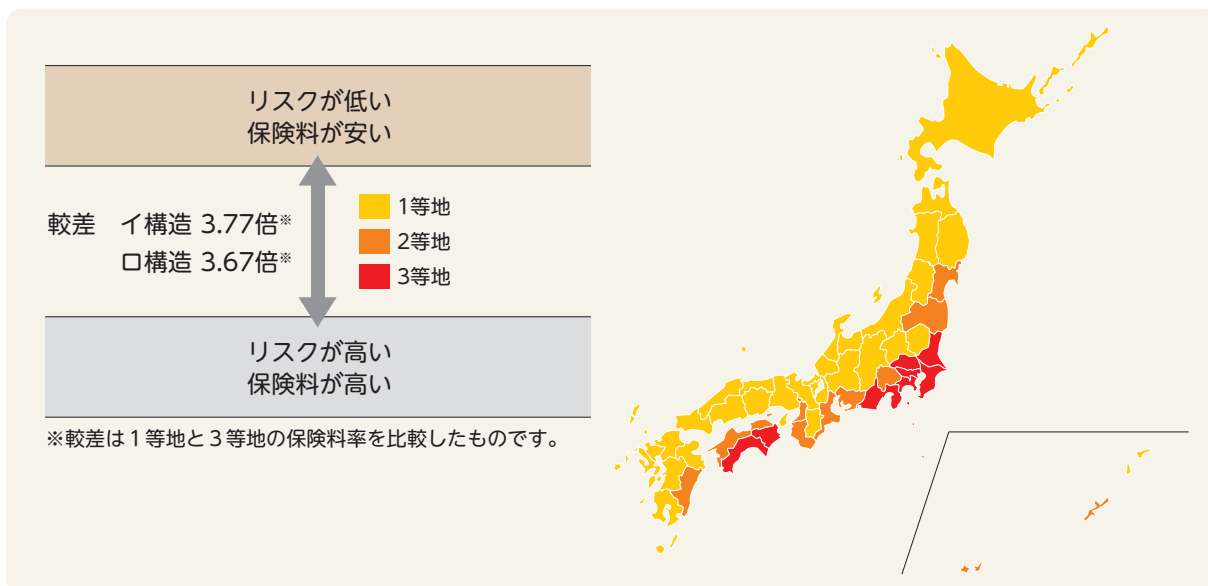 リスクが低い
保険料が安い
較差 イ構造 3.77倍※
ロ構造 3.67倍※
1等地
2等地
3等地
リスクが高い
保険料が高い
※較差は1等地と3等地の保険料率を比較したものです。